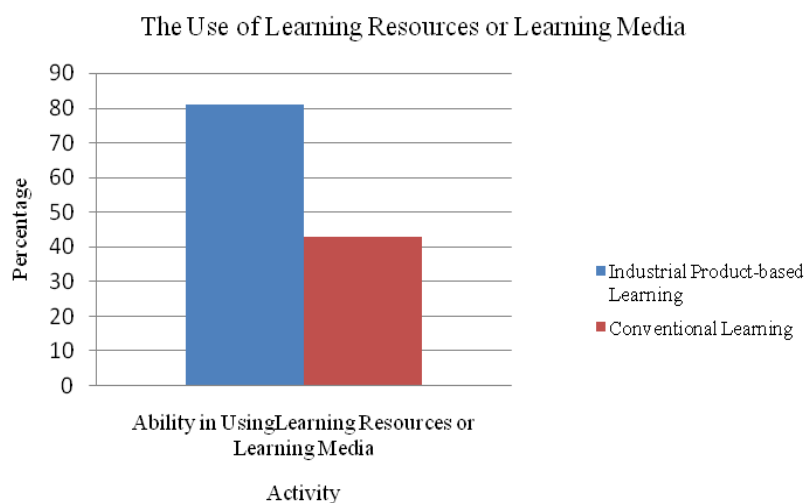 The Use of Learning Resources or Learning Media
90
80
70
60
50
40
30
20
10
0
Percentage
Ability in UsingLearning Resources or
Learning Media
Activity
Industrial Product-based
Learning
Conventional Learning